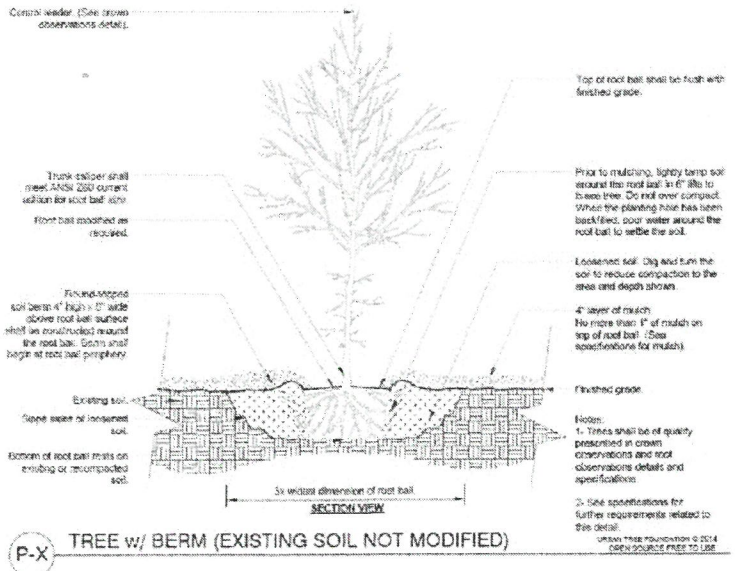 Central leader. (See crown
observations detail).
Trunk caliper shall
meet ANSI Z60 current
edition for root ball size.
Root ball modified as
required.
Round-topped
soil berm 4" high x 8" wide
above root ball surface
shall be constructed around
the root ball. Berm shall
begin at root ball periphery.
Existing soil.
Slope sides of loosened
soil.
Bottom of root ball rests on
existing or recompacted
soil.
Top of root ball shall be flush with
finished grade.
Prior to mulching, lightly tamp soil
around the root ball in 6" lifts to
brace tree. Do not over compact.
When the planting hole has been
backfilled, pour water around the
root ball to settle the soil.
Loosened soil. Dig and turn the
soil to reduce compaction to the
area and depth shown.
4" layer of mulch.
No more than 1" of mulch on
top of root ball. (See
specifications for mulch).
Finished grade.
Notes:
1- Trees shall be of quality
prescribed in crown
observations and root
observations details and
specifications.
2- See specifications for
further requirements related to
this detail.
3x widest dimension of root ball.
SECTION VIEW
P-X
TREE w/ BERM (EXISTING SOIL NOT MODIFIED)
URBAN TREE FOUNDATION © 2014
OPEN SOURCE FREE TO USE